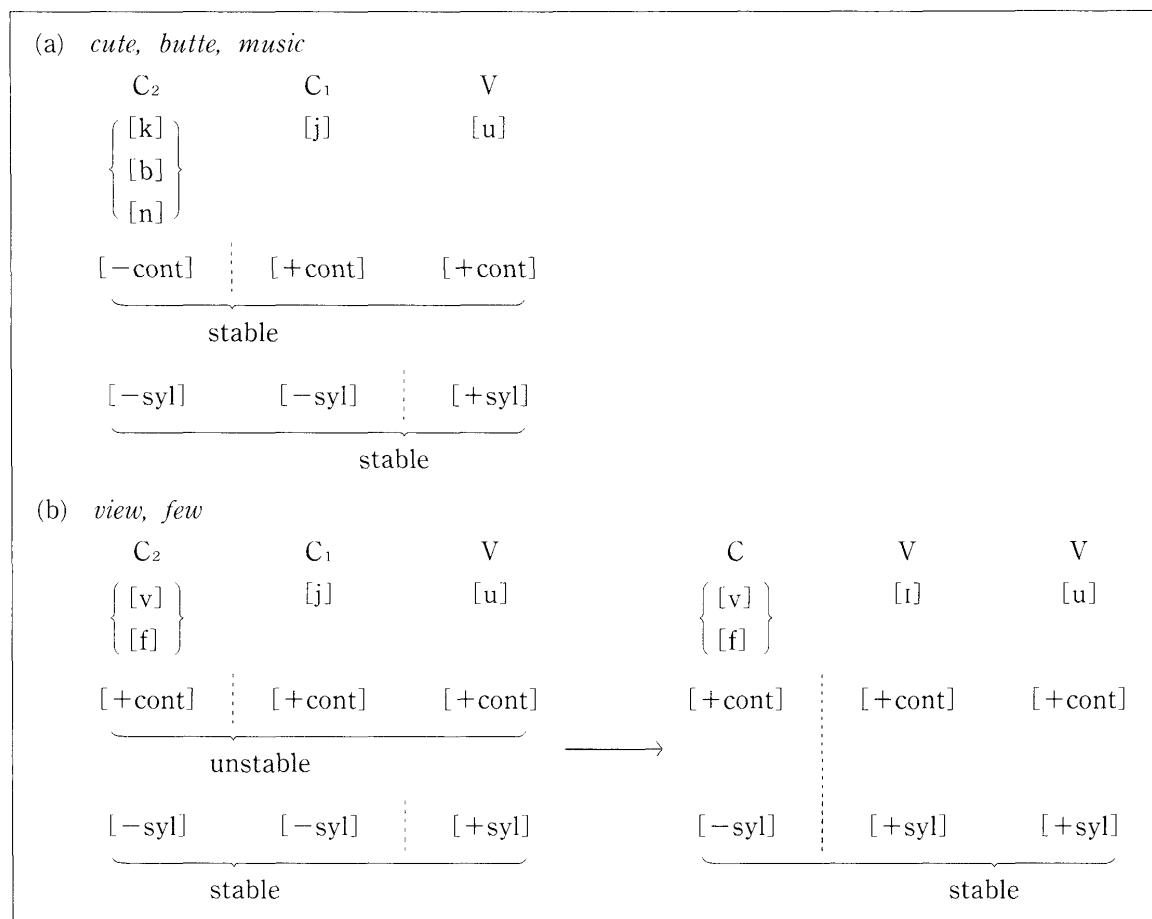 (a) cute, butte, music
C₂ C₁ V
[k] [j] [u]
[b]
[n]
[−cont] [+cont] [+cont]
stable
[−syl] [−syl] [+syl]
stable
(b) view, few
C₂ C₁ V C V V
[v] [j] [u] [v] [ɪ] [u]
[f] [f]
[+cont] [+cont] [+cont] [+cont] [+cont] [+cont]
unstable
[−syl] [−syl] [+syl] [−syl] [+syl] [+syl]
stable stable